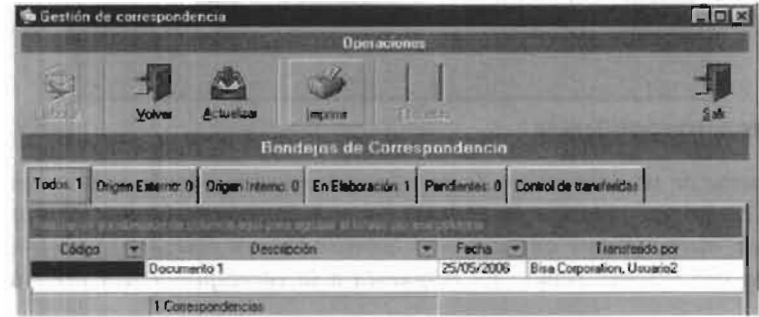 Gestión de correspondencia
Operaciones
Volver Actualizar Imprimir Salir
Bandejas de Correspondencia
Todos: 1 Origen Externo: 0 Origen Interno: 0 En Elaboración: 1 Pendientes: 0 Control de transferidas
Código Descripción Fecha Transferido por
Documento 1 25/05/2006 Bisa Corporation, Usuario2
1 Correspondencias